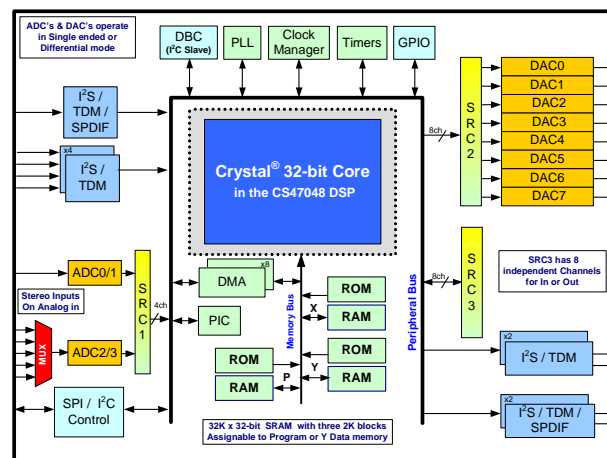 ADC's & DAC's operate
in Single ended or
Differential mode
DBC
(I²C Slave)
PLL
Clock
Manager
Timers
GPIO
I²S /
TDM /
SPDIF
x4
I²S /
TDM
Crystal® 32-bit Core
in the CS47048 DSP
8ch
SRC2
DAC0
DAC1
DAC2
DAC3
DAC4
DAC5
DAC6
DAC7
ADC0/1
Stereo Inputs
On Analog in
MUX
ADC2/3
SRC1
4ch
SPI / I²C
Control
x8
DMA
PIC
Memory Bus
X
ROM
RAM
ROM
RAM
P
Y
ROM
RAM
Peripheral Bus
8ch
SRC3
SRC3 has 8
independent Channels
for In or Out
x2
I²S / TDM
x2
I²S / TDM /
SPDIF
32K x 32-bit SRAM with three 2K blocks
Assignable to Program or Y Data memory